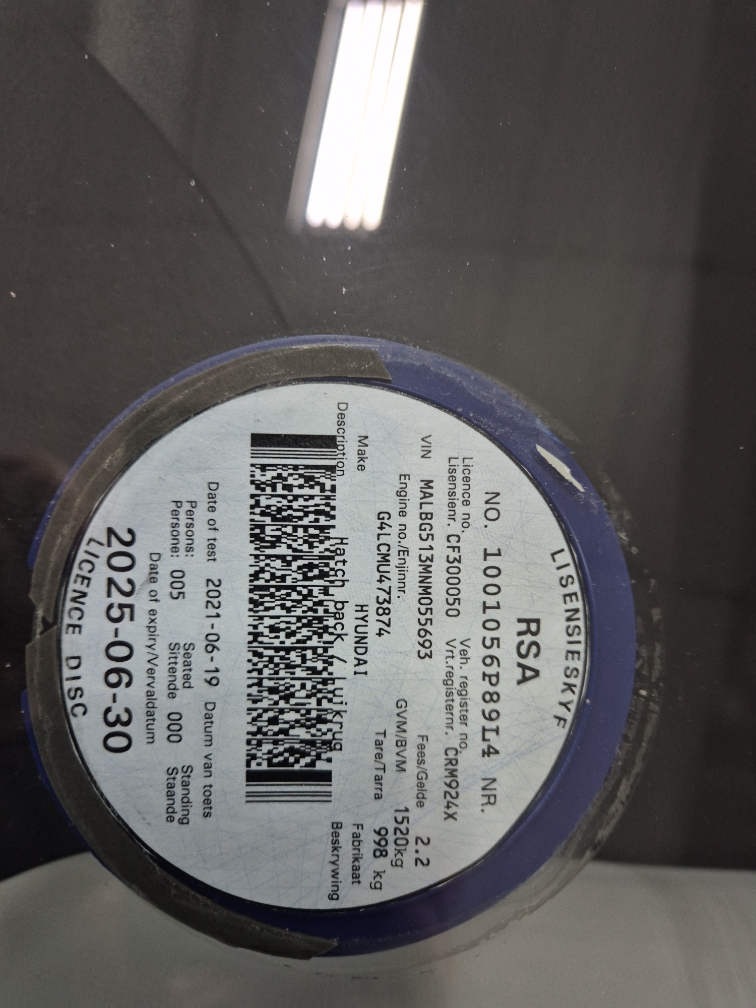 LISENSIESKYF
RSA
NO. 1001056P89L4 NR.
Licence no. Veh. register no.
Lisensienr. CF300050 Vrt.registernr. CRM924X
VIN MALBG513MNM055693 Fees/Gelde 2.2
Engine no./Enjinnr. GVM/BVM 1520kg
G4LCMU473874 Tare/Tarra 998 kg
Make HYUNDAI Fabrikaat
Description Hatch back / Luikrug Beskrywing
Date of test 2021-06-19 Datum van toets
Persons: Seated Standing
Persone: 005 Sittende 000 Staande
Date of expiry/Vervaldatum
2025-06-30
LICENCE DISC